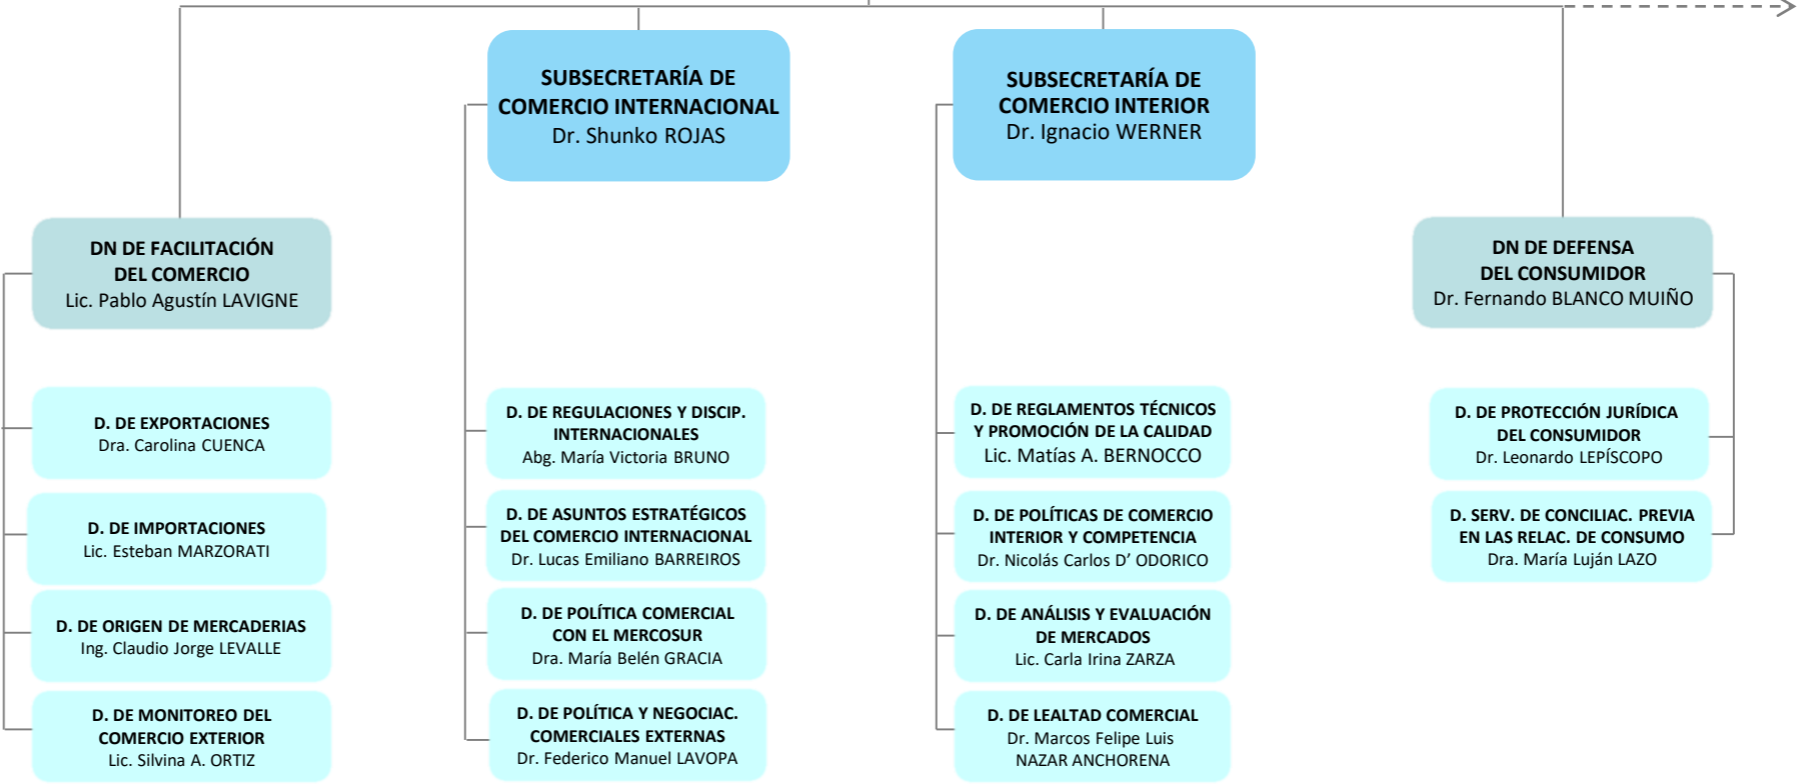 SUBSECRETARÍA DE
COMERCIO INTERNACIONAL
Dr. Shunko ROJAS
SUBSECRETARÍA DE
COMERCIO INTERIOR
Dr. Ignacio WERNER
DN DE FACILITACIÓN
DEL COMERCIO
Lic. Pablo Agustín LAVIGNE
DN DE DEFENSA
DEL CONSUMIDOR
Dr. Fernando BLANCO MUIÑO
D. DE EXPORTACIONES
Dra. Carolina CUENCA
D. DE IMPORTACIONES
Lic. Esteban MARZORATI
D. DE ORIGEN DE MERCADERIAS
Ing. Claudio Jorge LEVALLE
D. DE MONITOREO DEL
COMERCIO EXTERIOR
Lic. Silvina A. ORTIZ
D. DE REGULACIONES Y DISCIP.
INTERNACIONALES
Abg. María Victoria BRUNO
D. DE ASUNTOS ESTRATÉGICOS
DEL COMERCIO INTERNACIONAL
Dr. Lucas Emiliano BARREIROS
D. DE POLÍTICA COMERCIAL
CON EL MERCOSUR
Dra. María Belén GRACIA
D. DE POLÍTICA Y NEGOCIAC.
COMERCIALES EXTERNAS
Dr. Federico Manuel LAVOPA
D. DE REGLAMENTOS TÉCNICOS
Y PROMOCIÓN DE LA CALIDAD
Lic. Matías A. BERNOCCO
D. DE POLÍTICAS DE COMERCIO
INTERIOR Y COMPETENCIA
Dr. Nicolás Carlos D’ ODORICO
D. DE ANÁLISIS Y EVALUACIÓN
DE MERCADOS
Lic. Carla Irina ZARZA
D. DE LEALTAD COMERCIAL
Dr. Marcos Felipe Luis
NAZAR ANCHORENA
D. DE PROTECCIÓN JURÍDICA
DEL CONSUMIDOR
Dr. Leonardo LEPÍSCOPO
D. SERV. DE CONCILIAC. PREVIA
EN LAS RELAC. DE CONSUMO
Dra. María Luján LAZO